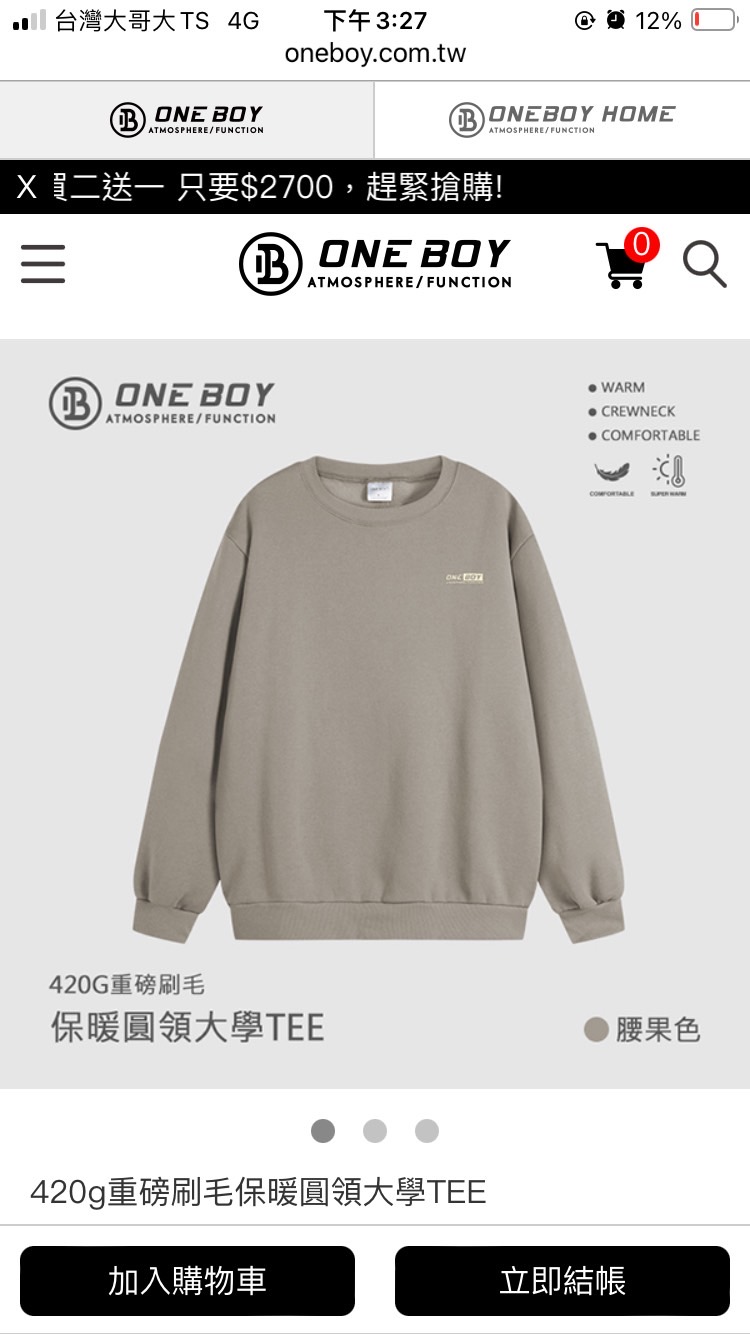 台灣大哥大TS 4G 下午3:27 12%
oneboy.com.tw
ONE BOY
ATMOSPHERE/FUNCTION
ONEBOY HOME
ATMOSPHERE/FUNCTION
X 買二送一 只要$2700，趕緊搶購!
ONE BOY
ATMOSPHERE/FUNCTION
0
ONE BOY
ATMOSPHERE/FUNCTION
WARM
CREWNECK
COMFORTABLE
COMFORTABLE SUPER WARM
ONE BOY
420G重磅刷毛
保暖圓領大學TEE
腰果色
420g重磅刷毛保暖圓領大學TEE
加入購物車
立即結帳